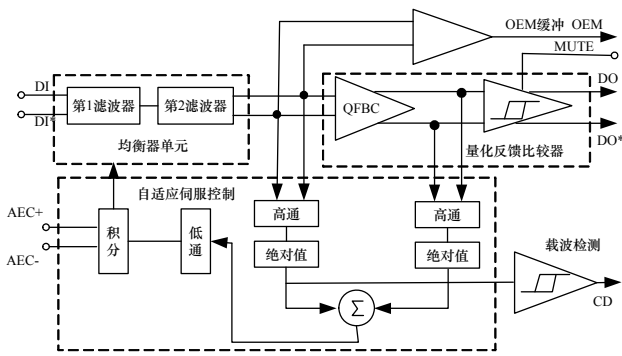 OEM缓冲 OEM
MUTE
DI
DI*
第1滤波器
第2滤波器
均衡器单元
QFBC
量化反馈比较器
DO
DO*
自适应伺服控制
AEC+
AEC-
积分
低通
高通
绝对值
高通
绝对值
Σ
载波检测
CD